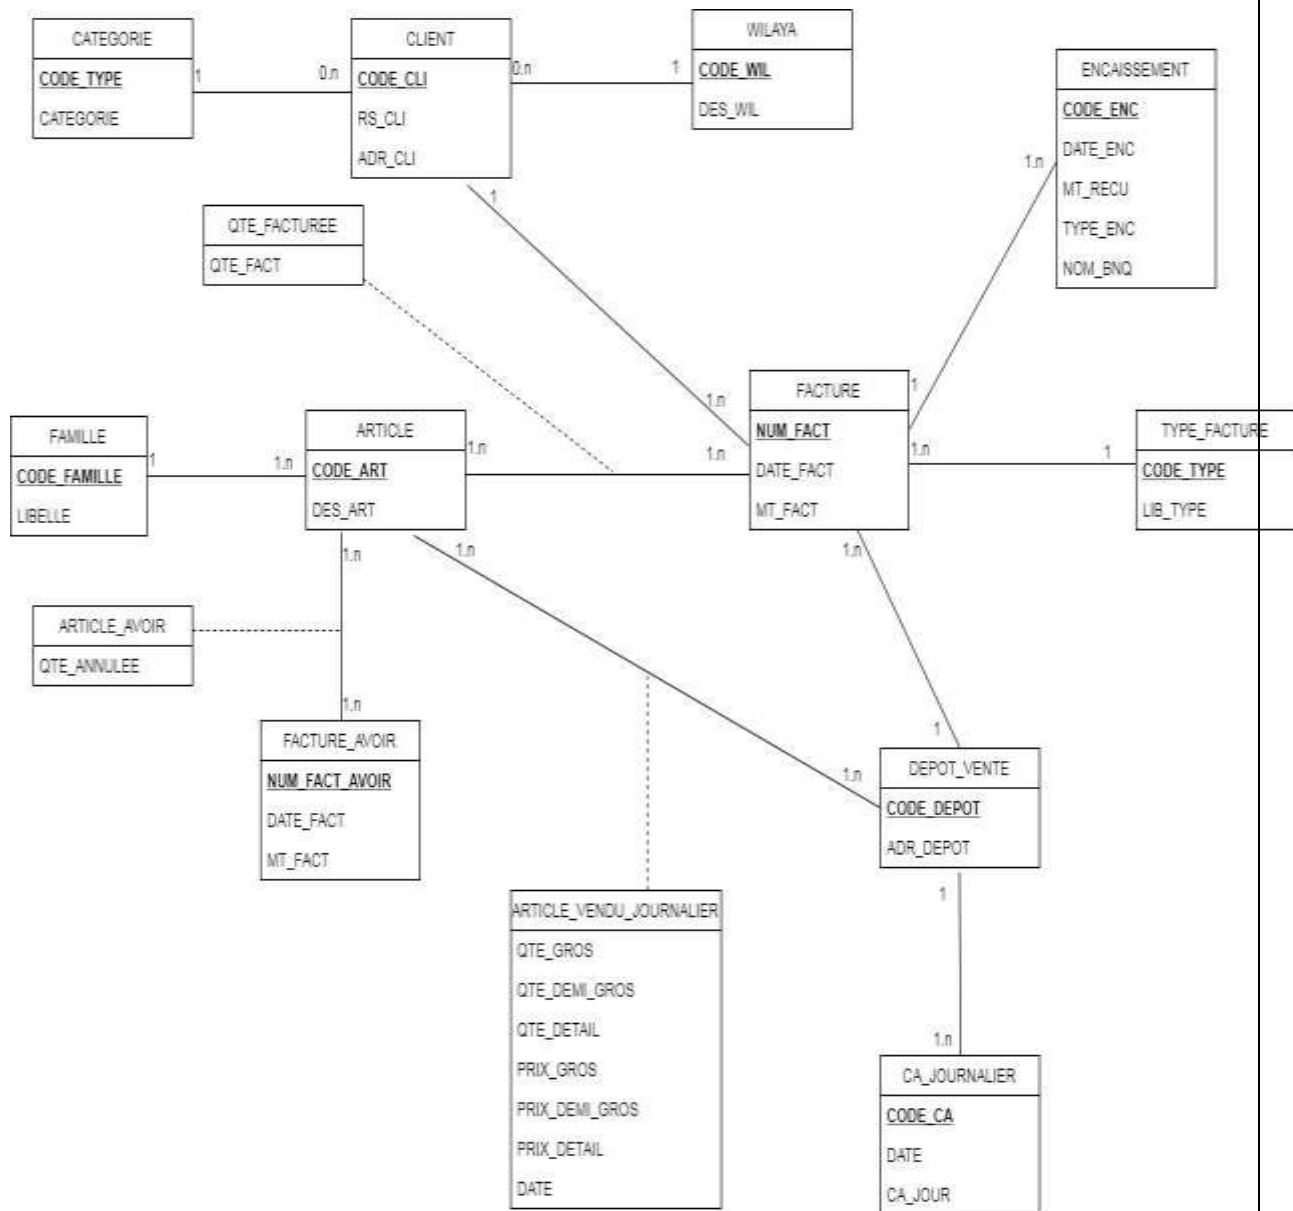 CATEGORIE
CODE_TYPE
CATEGORIE
1
0.n
CLIENT
CODE_CLI
RS_CLI
ADR_CLI
0.n
1
WILAYA
CODE_WIL
DES_WIL
ENCAISSEMENT
CODE_ENC
DATE_ENC
MT_RECU
TYPE_ENC
NOM_BNQ
1.n
1
QTE_FACTUREE
QTE_FACT
1
1.n
FACTURE
NUM_FACT
DATE_FACT
MT_FACT
1.n
1
TYPE_FACTURE
CODE_TYPE
LIB_TYPE
FAMILLE
CODE_FAMILLE
LIBELLE
1
1.n
ARTICLE
CODE_ART
DES_ART
1.n
1.n
1.n
1.n
1.n
ARTICLE_AVOIR
QTE_ANNULEE
1.n
FACTURE_AVOIR
NUM_FACT_AVOIR
DATE_FACT
MT_FACT
1
1.n
DEPOT_VENTE
CODE_DEPOT
ADR_DEPOT
1
1.n
ARTICLE_VENDU_JOURNALIER
QTE_GROS
QTE_DEMI_GROS
QTE_DETAIL
PRIX_GROS
PRIX_DEMI_GROS
PRIX_DETAIL
DATE
CA_JOURNALIER
CODE_CA
DATE
CA_JOUR